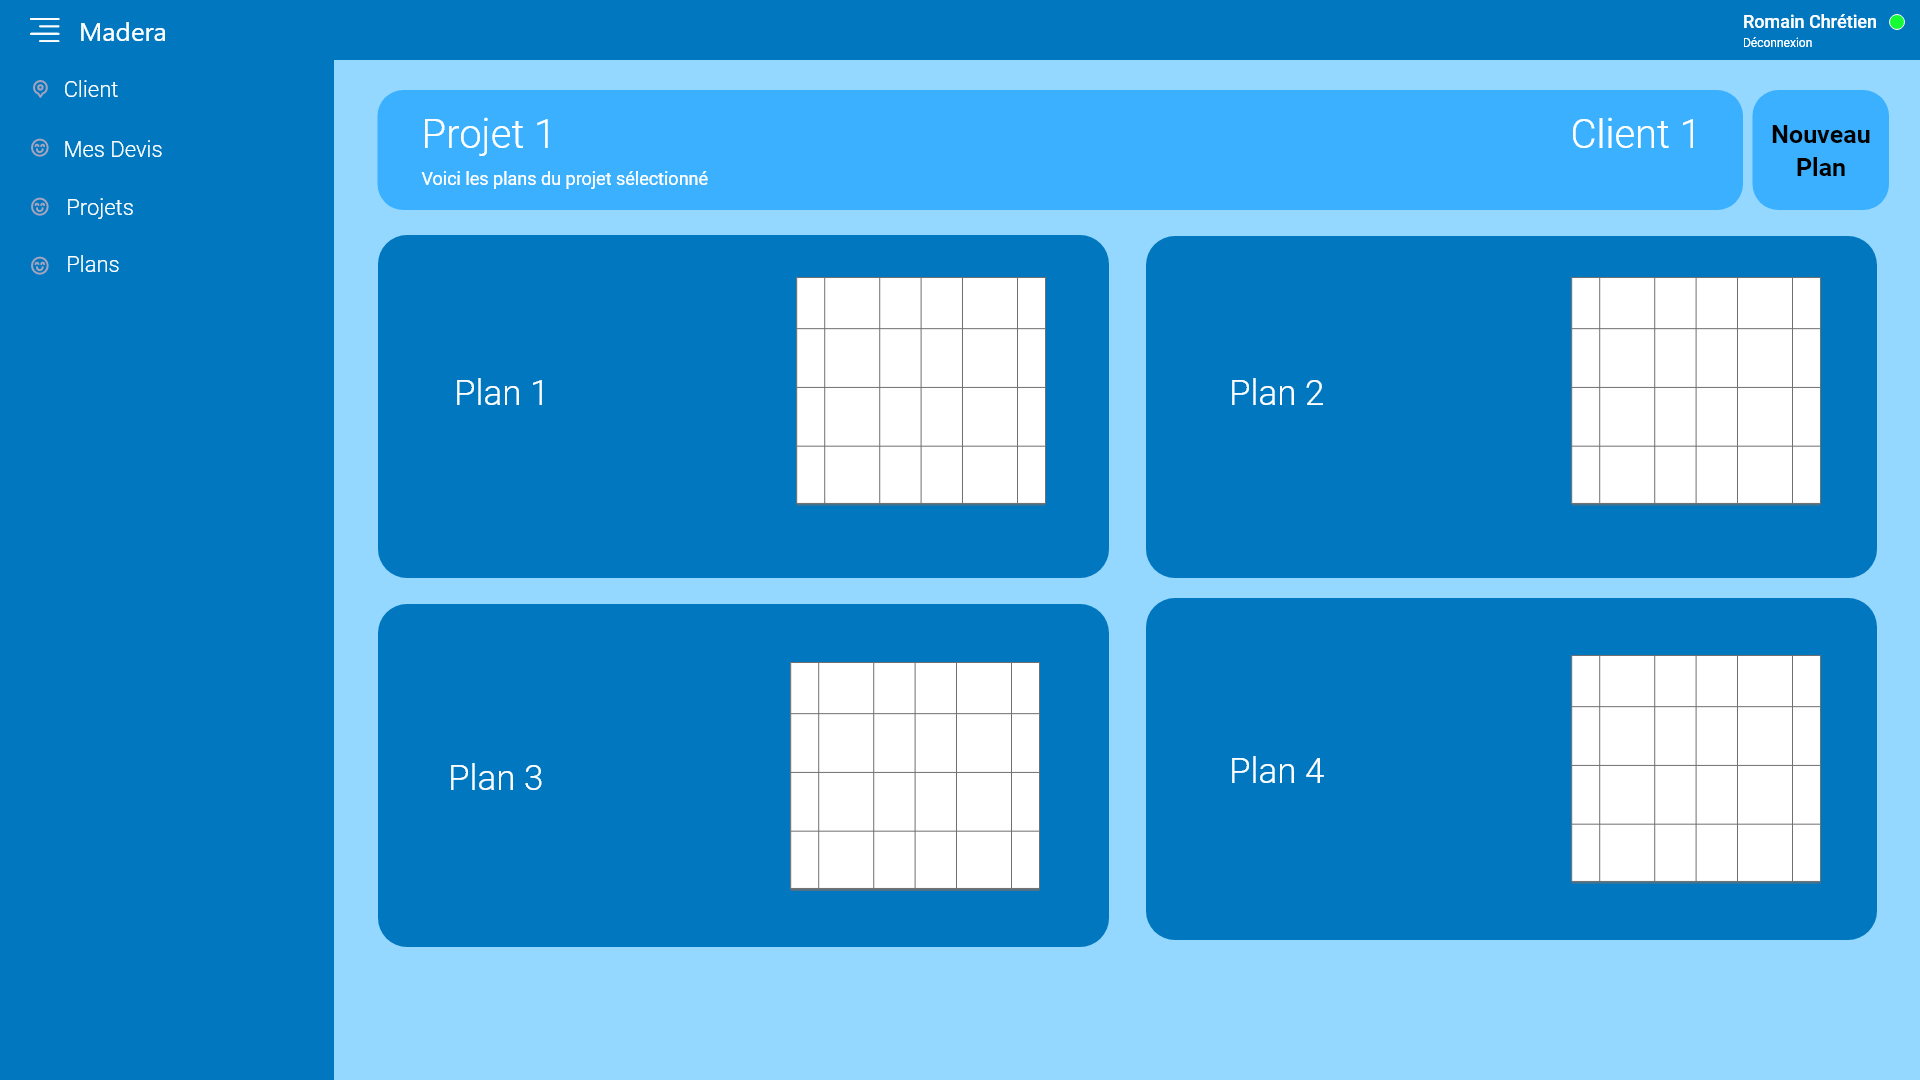 Madera
Romain Chrétien
Déconnexion
Client
Mes Devis
Projets
Plans
Projet 1
Client 1
Voici les plans du projet sélectionné
Nouveau
Plan
Plan 1
Plan 2
Plan 3
Plan 4